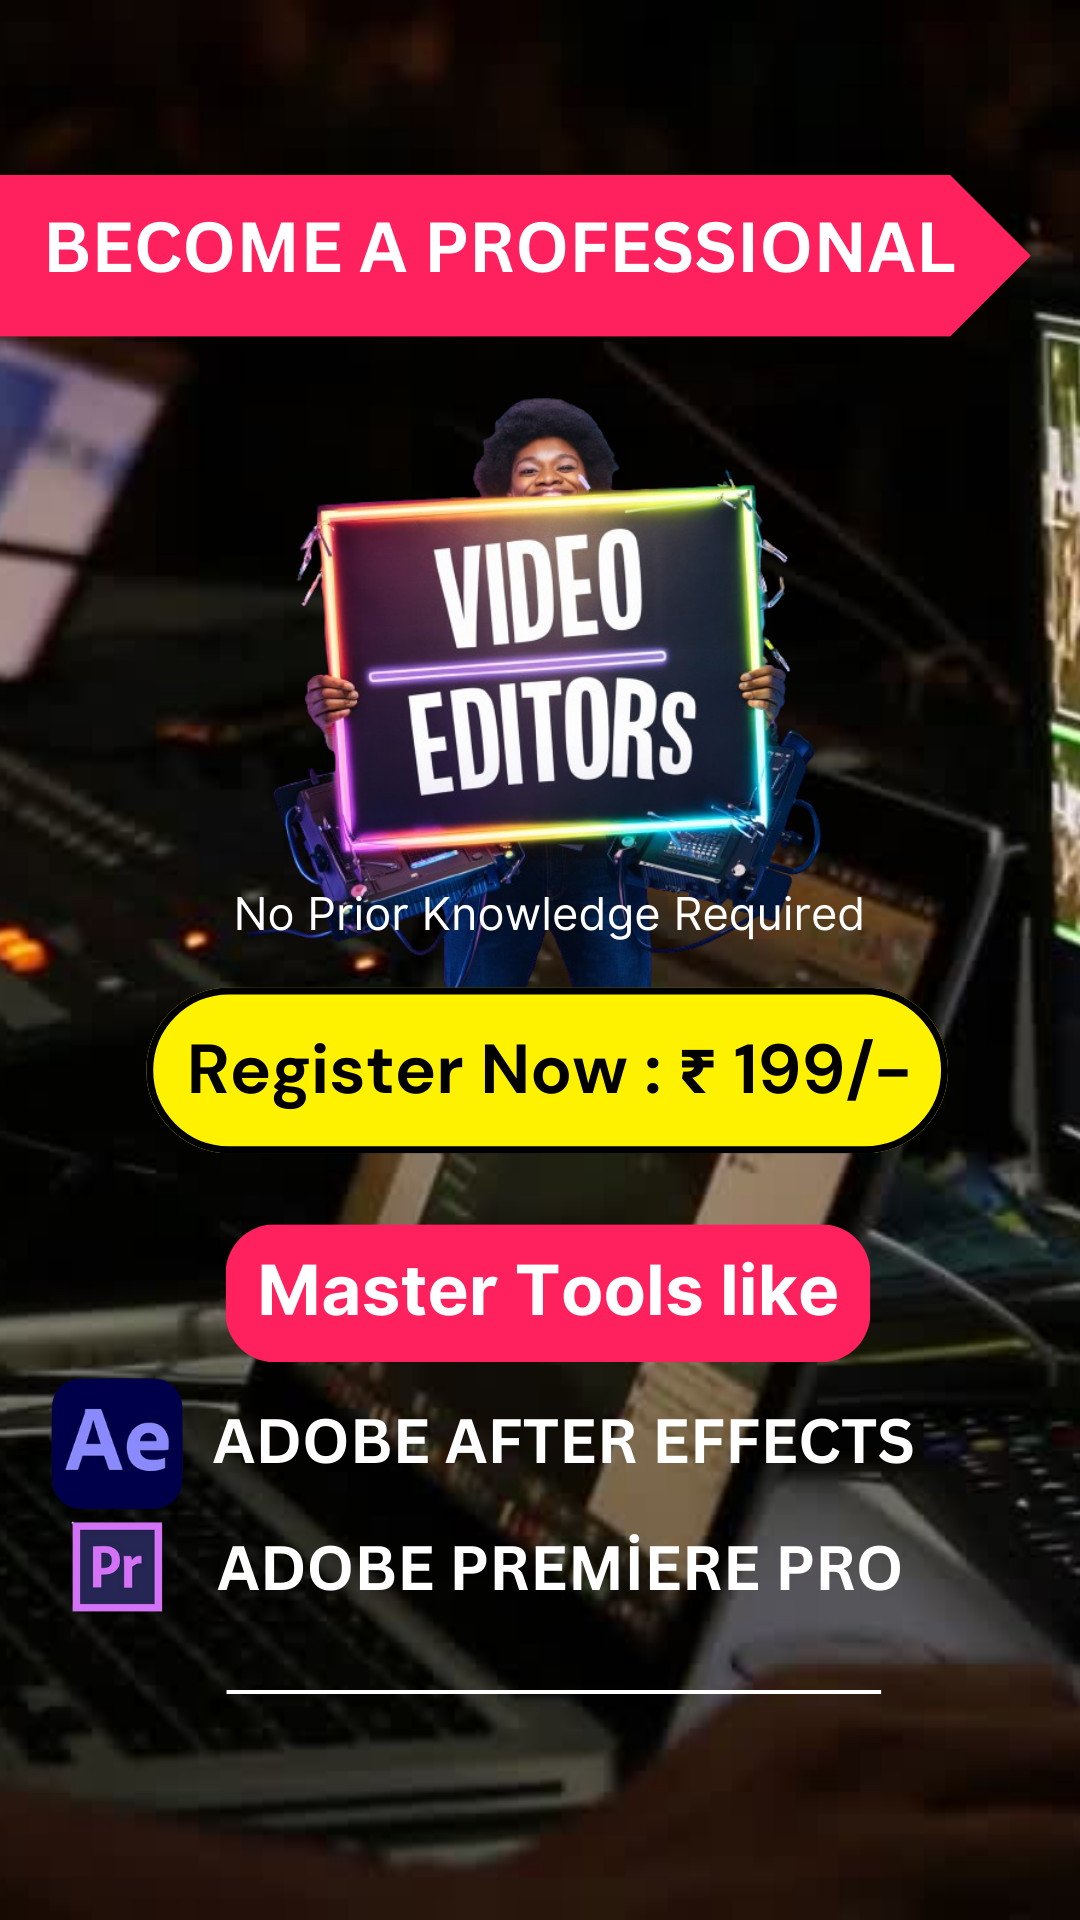 BECOME A PROFESSIONAL
VIDEO
EDITORs
No Prior Knowledge Required
Register Now : ₹ 199/-
Master Tools like
Ae ADOBE AFTER EFFECTS
Pr ADOBE PREMİERE PRO